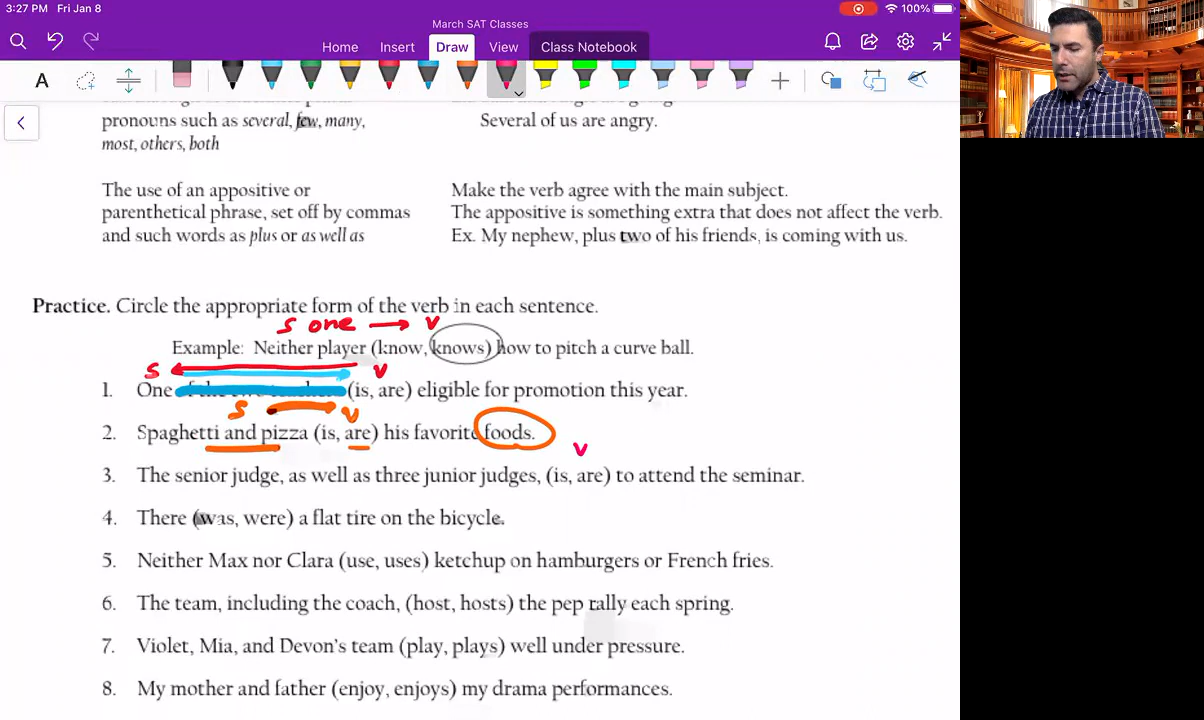 3:27 PM Fri Jan 8
100%
March SAT Classes
Home Insert Draw View Class Notebook
A
pronouns such as several, few, many,
most, others, both
Several of us are angry.
The use of an appositive or
parenthetical phrase, set off by commas
and such words as plus or as well as
Make the verb agree with the main subject.
The appositive is something extra that does not affect the verb.
Ex. My nephew, plus two of his friends, is coming with us.
Practice. Circle the appropriate form of the verb in each sentence.
S one → V
Example: Neither player (know, knows) how to pitch a curve ball.
S V
1. One (is, are) eligible for promotion this year.
S V
2. Spaghetti and pizza (is, are) his favorite foods.
V
3. The senior judge, as well as three junior judges, (is, are) to attend the seminar.
4. There (was, were) a flat tire on the bicycle.
5. Neither Max nor Clara (use, uses) ketchup on hamburgers or French fries.
6. The team, including the coach, (host, hosts) the pep rally each spring.
7. Violet, Mia, and Devon's team (play, plays) well under pressure.
8. My mother and father (enjoy, enjoys) my drama performances.